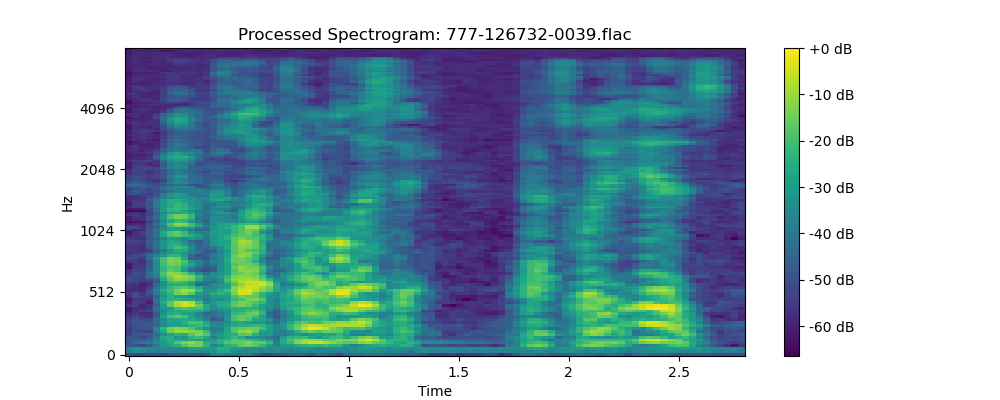 Processed Spectrogram: 777-126732-0039.flac
+0 dB
-10 dB
-20 dB
-30 dB
-40 dB
-50 dB
-60 dB
4096
2048
1024
512
0
Hz
0
0.5
1
1.5
2
2.5
Time